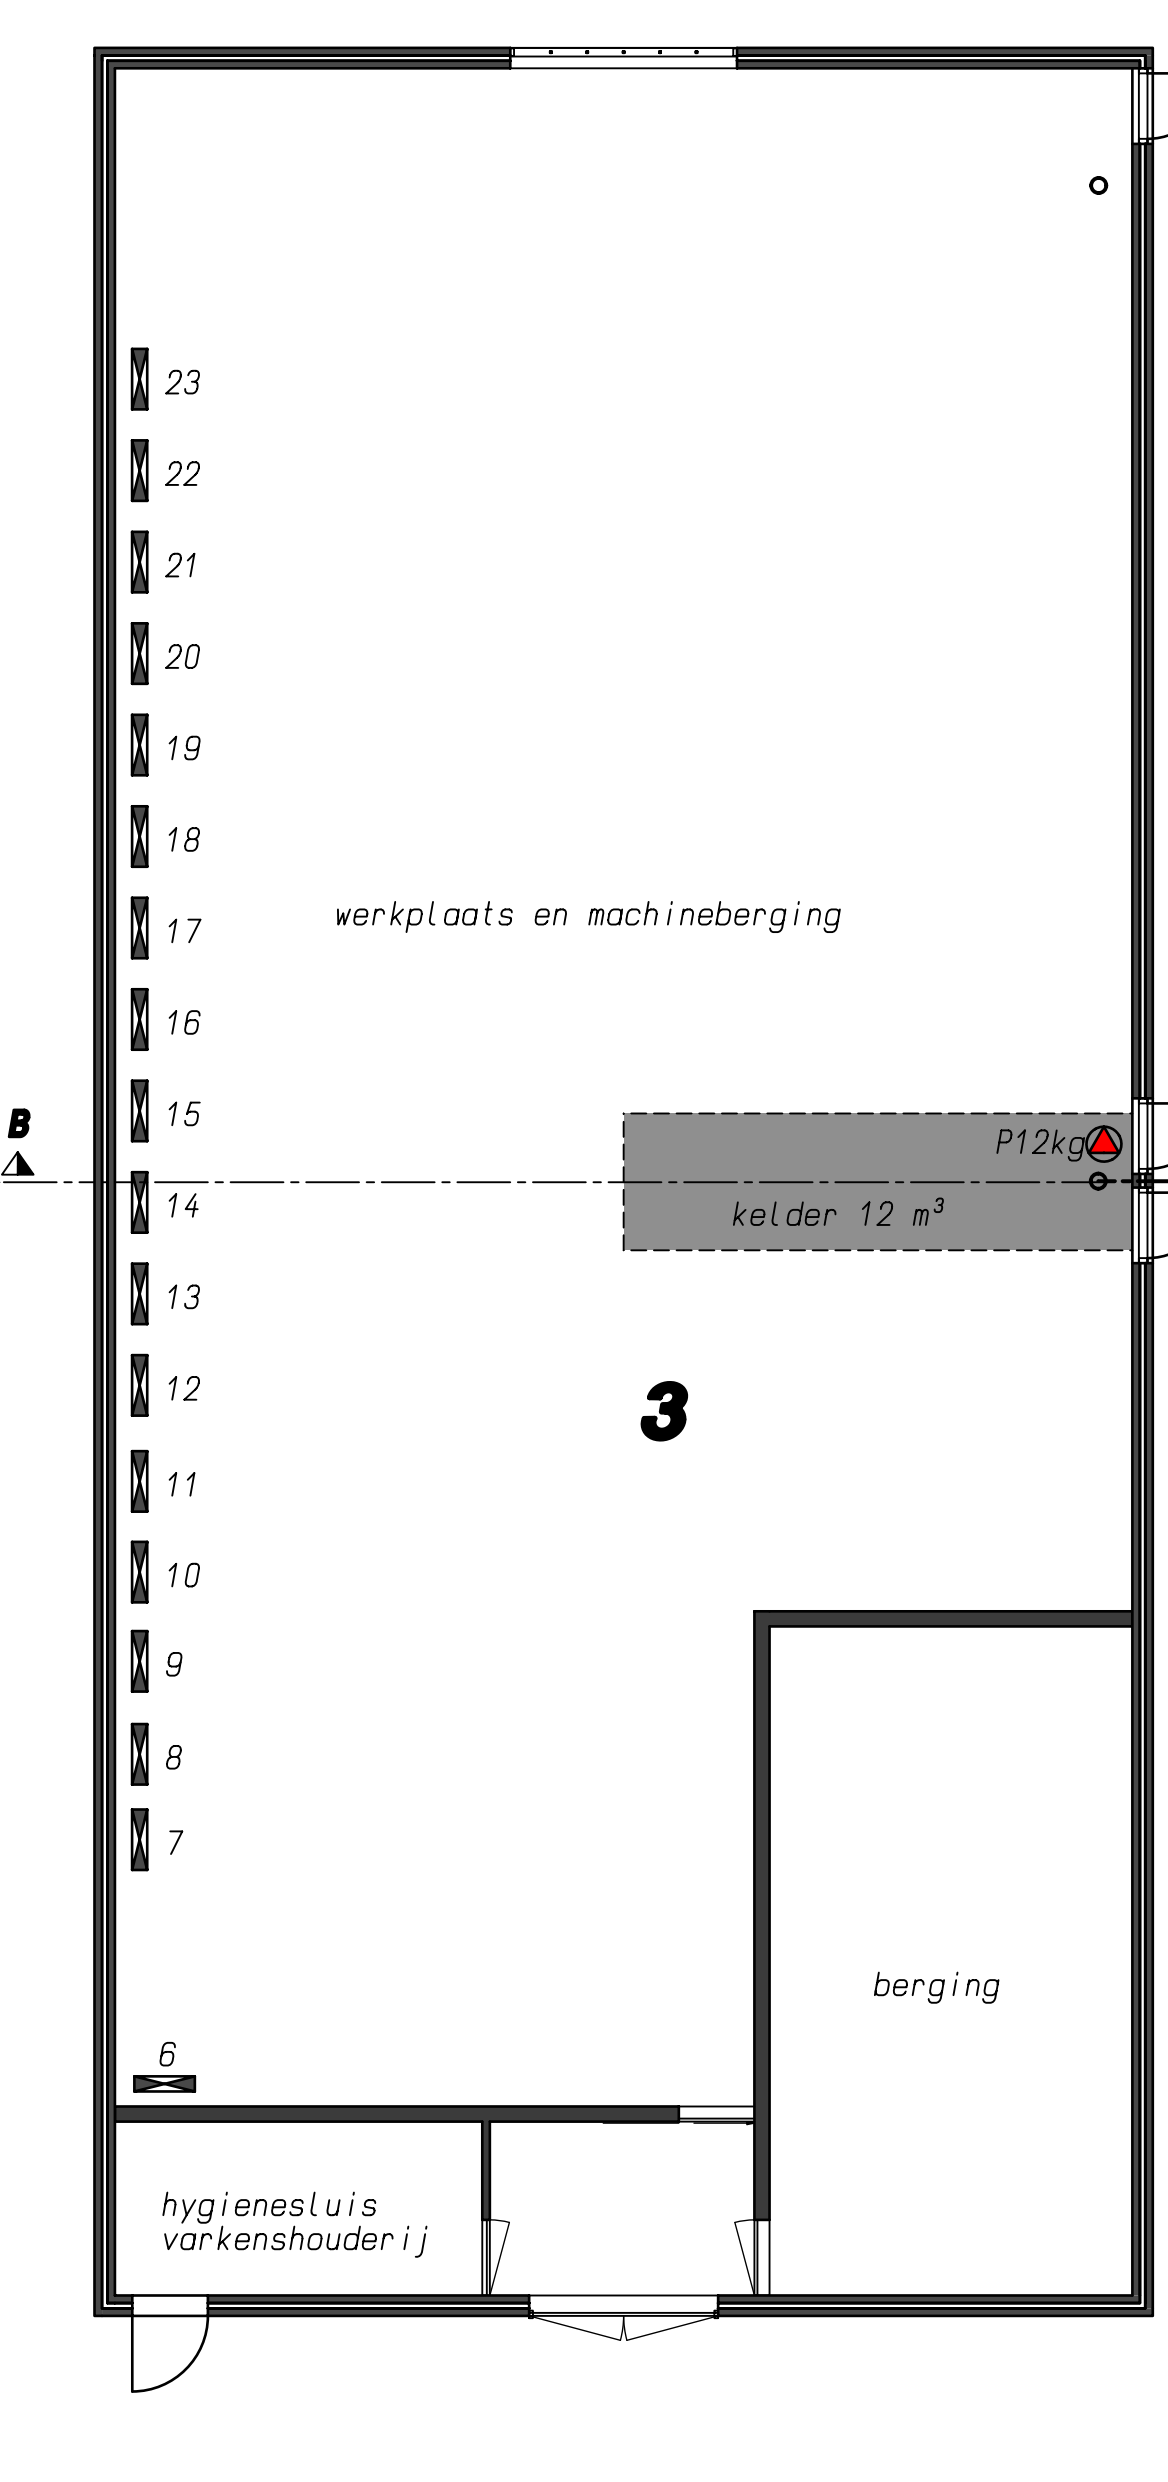 23
22
21
20
19
18
werkplaats en machineberging
17
16
15
B
P12kg
14
kelder 12 m³
13
12
3
11
10
9
8
7
berging
6
hygienesluis
varkenshouderij